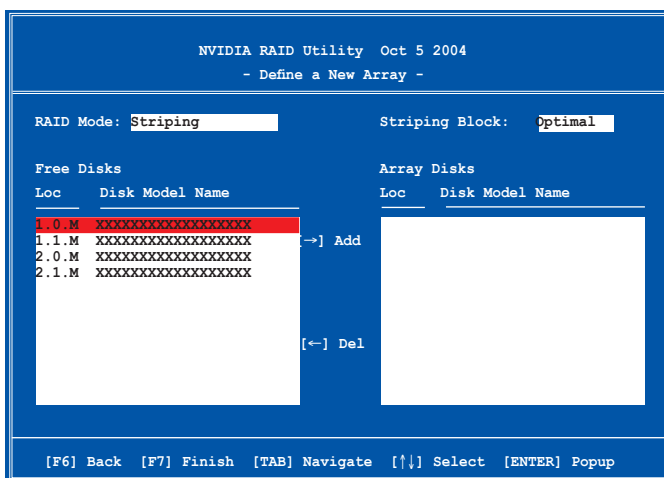 NVIDIA RAID Utility Oct 5 2004
- Define a New Array -
RAID Mode: Striping
Striping Block: Optimal
Free Disks
Loc Disk Model Name
1.0.M XXXXXXXXXXXXXXXXXX
1.1.M XXXXXXXXXXXXXXXXXX
2.0.M XXXXXXXXXXXXXXXXXX
2.1.M XXXXXXXXXXXXXXXXXX
[→] Add
[←] Del
Array Disks
Loc Disk Model Name
[F6] Back [F7] Finish [TAB] Navigate [↑↓] Select [ENTER] Popup